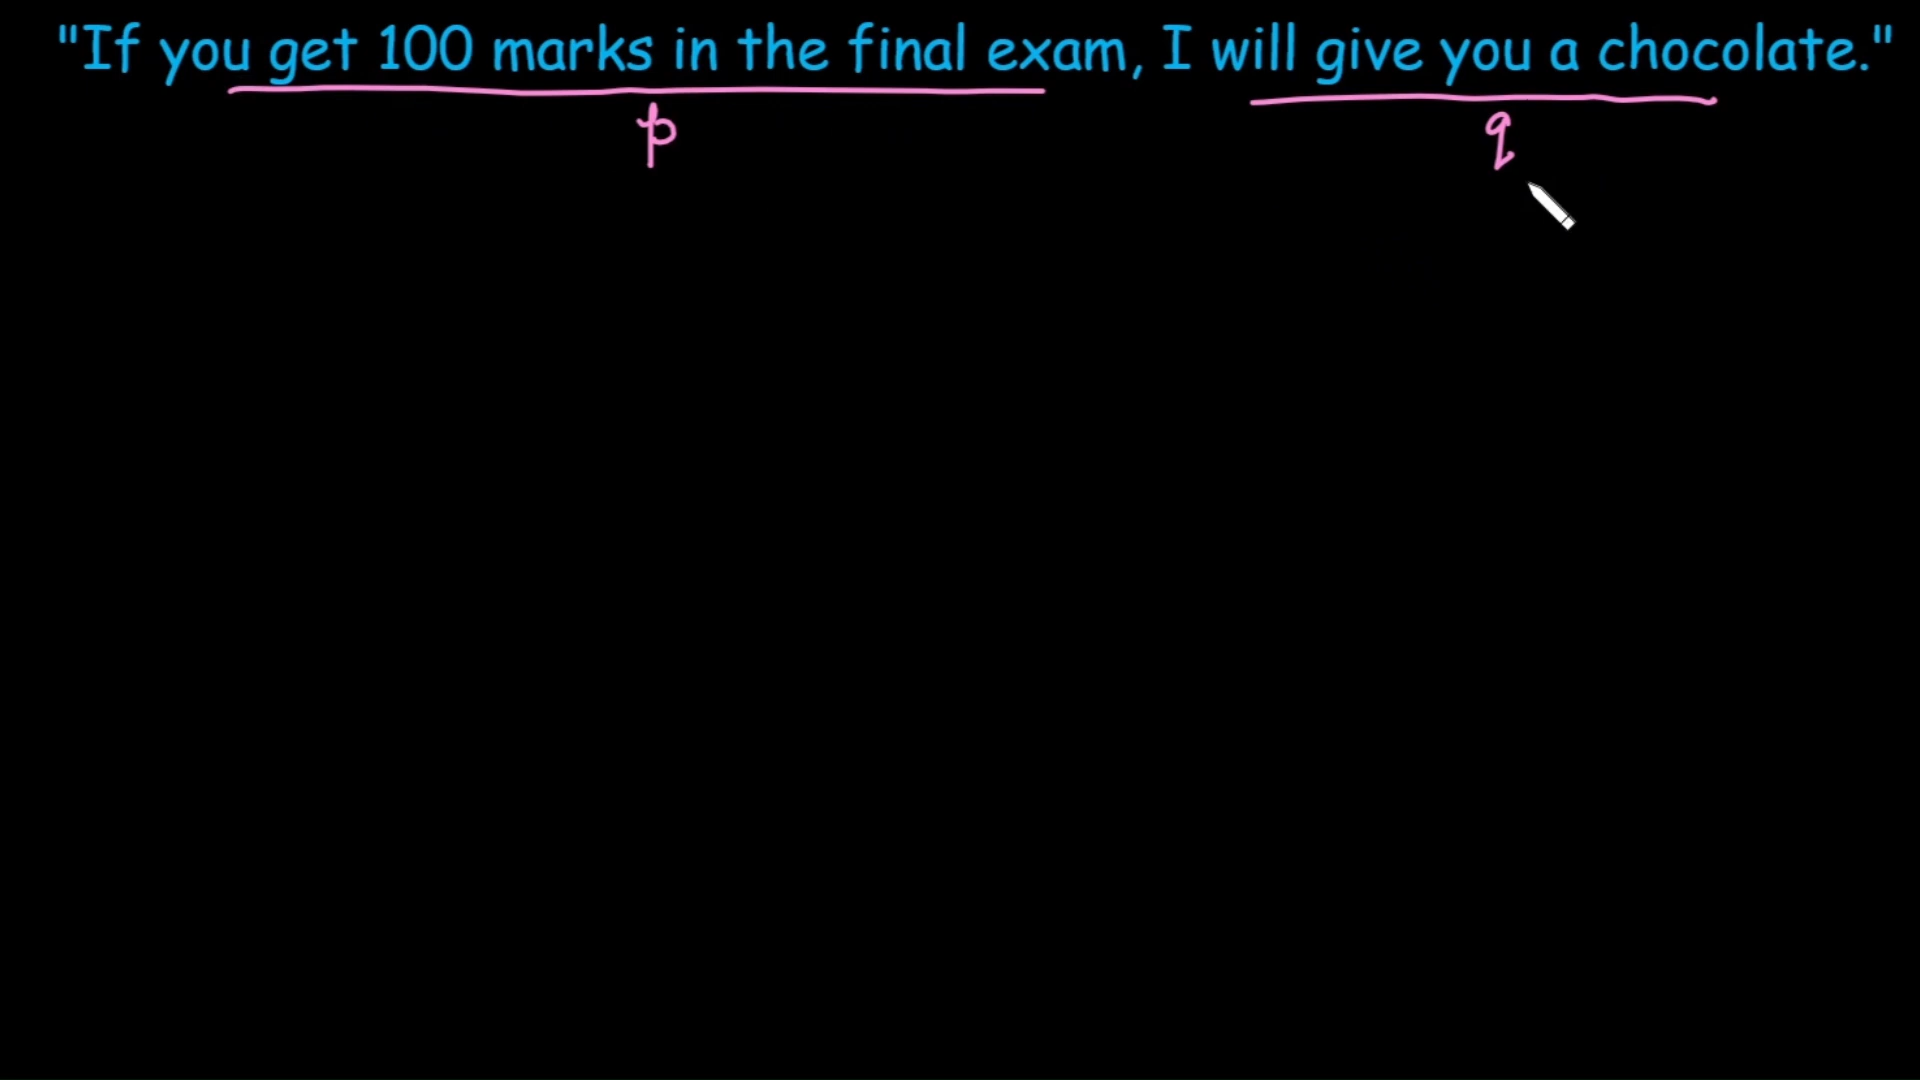 "If you get 100 marks in the final exam, I will give you a chocolate."
p q